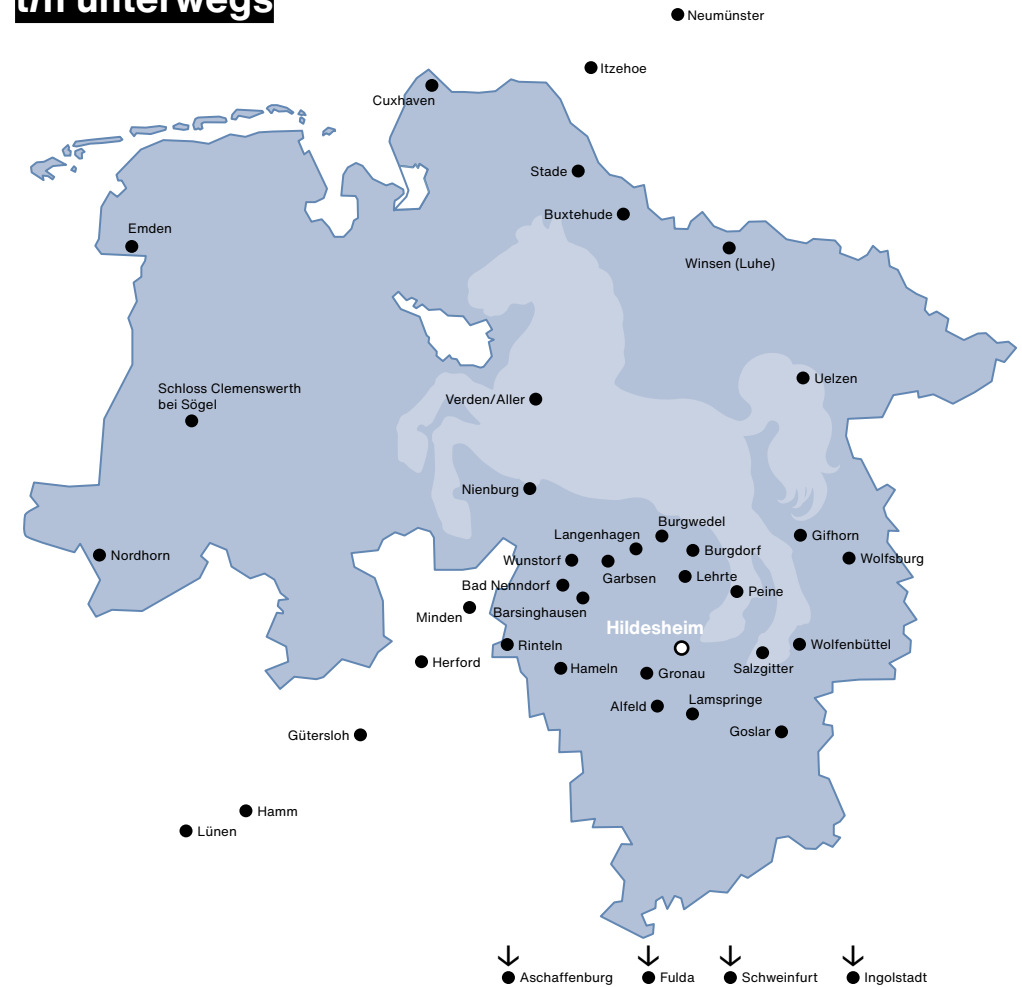 t/n unterwegs
Neumünster
Itzehoe
Cuxhaven
Stade
Buxtehude
Emden
Winsen (Luhe)
Uelzen
Schloss Clemenswerth
bei Sögel
Verden/Aller
Nienburg
Burgwedel
Langenhagen
Gifhorn
Burgdorf
Nordhorn
Wunstorf
Wolfsburg
Garbsen
Lehrte
Bad Nenndorf
Peine
Barsinghausen
Minden
Hildesheim
Rinteln
Wolfenbüttel
Herford
Hameln
Gronau
Salzgitter
Alfeld
Lamspringe
Goslar
Gütersloh
Hamm
Lünen
Aschaffenburg
Fulda
Schweinfurt
Ingolstadt